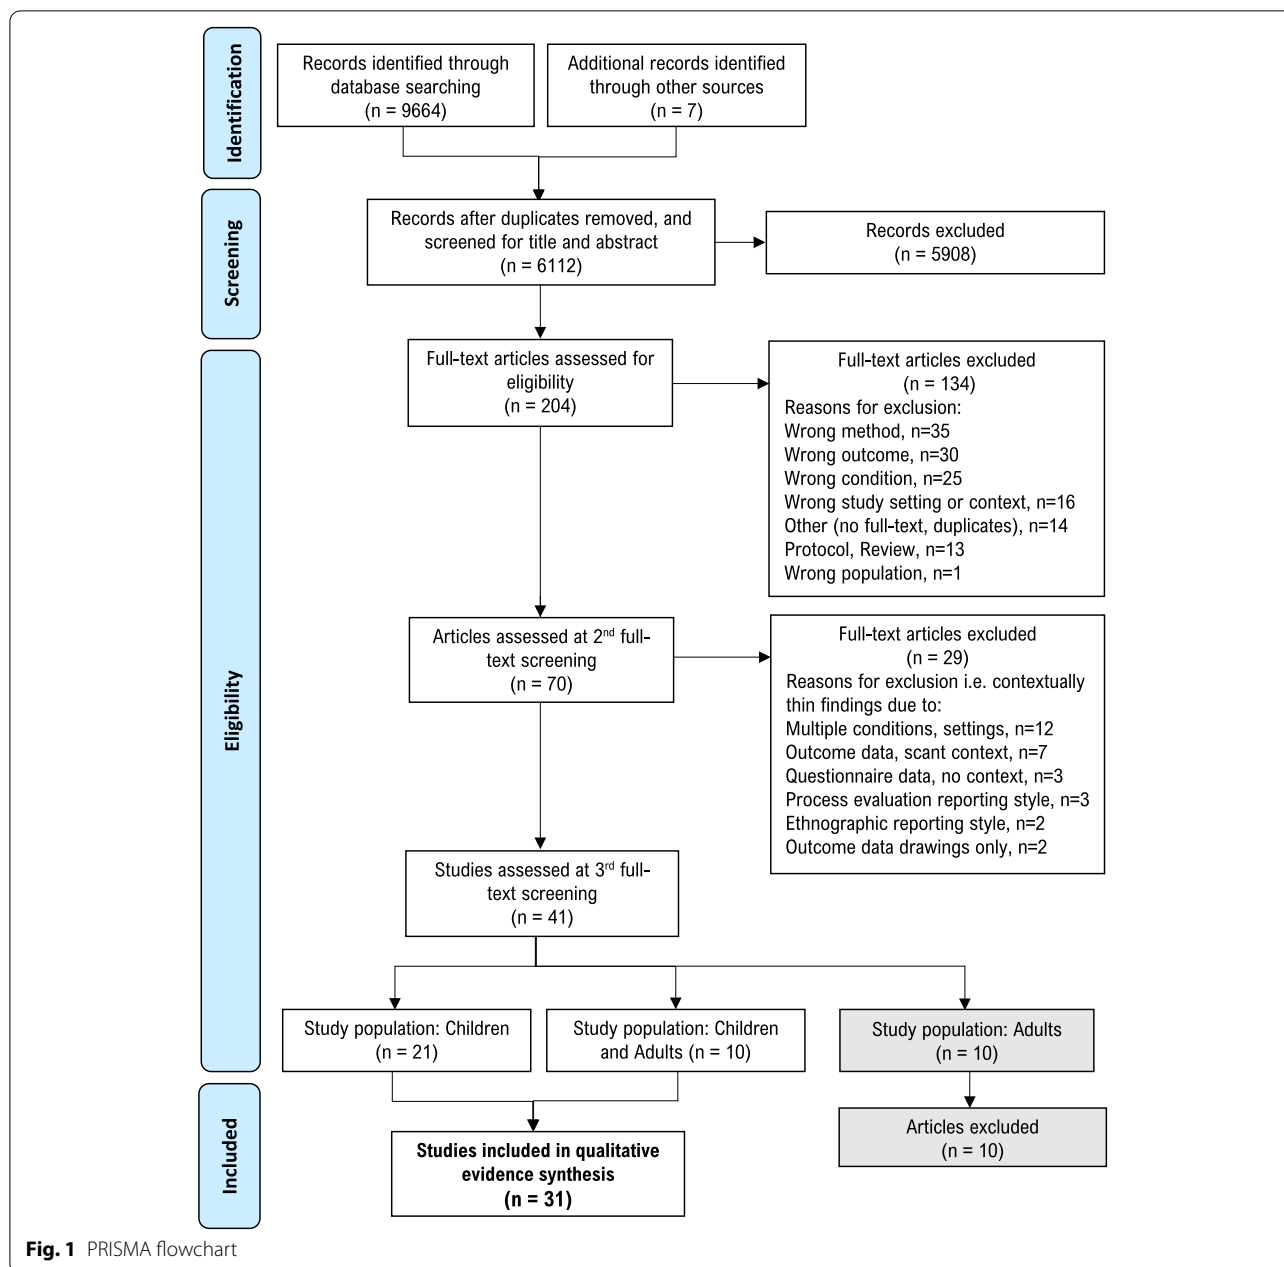 Identification
Records identified through
database searching
(n = 9664)
Additional records identified
through other sources
(n = 7)
Screening
Records after duplicates removed, and
screened for title and abstract
(n = 6112)
Records excluded
(n = 5908)
Eligibility
Full-text articles assessed for
eligibility
(n = 204)
Full-text articles excluded
(n = 134)
Reasons for exclusion:
Wrong method, n=35
Wrong outcome, n=30
Wrong condition, n=25
Wrong study setting or context, n=16
Other (no full-text, duplicates), n=14
Protocol, Review, n=13
Wrong population, n=1
Articles assessed at 2nd full-
text screening
(n = 70)
Full-text articles excluded
(n = 29)
Reasons for exclusion i.e. contextually
thin findings due to:
Multiple conditions, settings, n=12
Outcome data, scant context, n=7
Questionnaire data, no context, n=3
Process evaluation reporting style, n=3
Ethnographic reporting style, n=2
Outcome data drawings only, n=2
Studies assessed at 3rd full-
text screening
(n = 41)
Study population: Children
(n = 21)
Study population: Children
and Adults (n = 10)
Study population: Adults
(n = 10)
Included
Studies included in qualitative
evidence synthesis
(n = 31)
Articles excluded
(n = 10)
Fig. 1 PRISMA flowchart